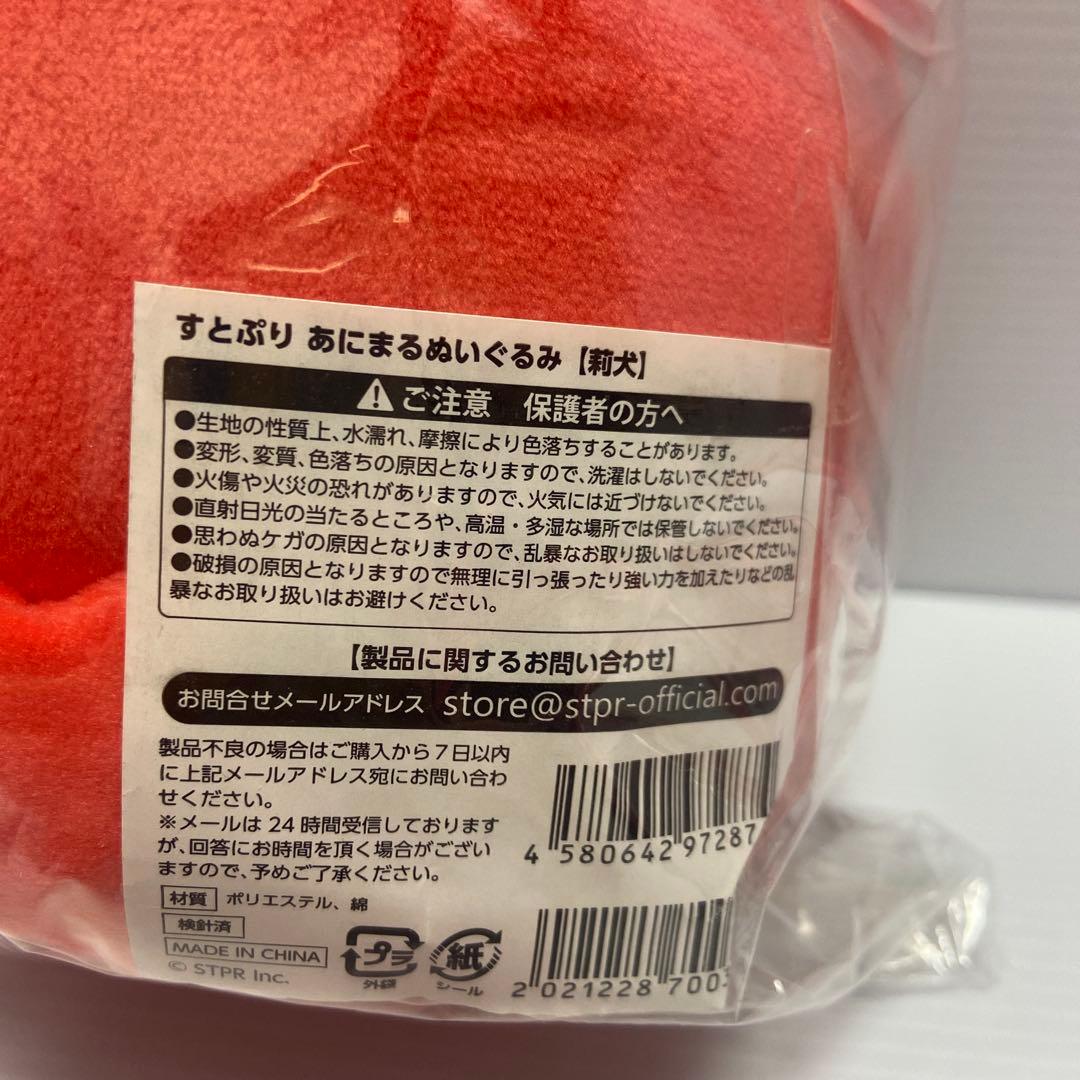 すとぷり あにまるぬいぐるみ【莉犬】
⚠ご注意 保護者の方へ
●生地の性質上、水濡れ、摩擦により色落ちすることがあります。
●変形、変質、色落ちの原因となりますので、洗濯はしないでください。
●火傷や火災の恐れがありますので、火気には近づけないでください。
●直射日光の当たるところや、高温・多湿な場所では保管しないでください。
●思わぬケガの原因となりますので、乱暴なお取り扱いはしないでください。
●破損の原因となりますので無理に引っ張ったり強い力を加えたりなどの乱
暴なお取り扱いはお避けください。
【製品に関するお問い合わせ】
お問合せメールアドレス store@stpr-official.com
製品不良の場合はご購入から7日以内
に上記メールアドレス宛にお問い合わ
せください。
※メールは24時間受信しております
が、回答にお時間を頂く場合がござい
ますので、予めご了承ください。
4 580642 97287
材質 ポリエステル、綿
検針済
MADE IN CHINA
© STPR Inc.
プラ
外袋
紙
シール
2 021228 700